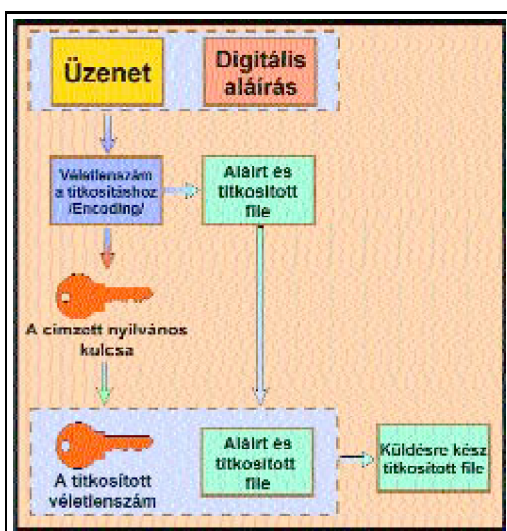 Üzenet
Digitális
aláírás
Véletlenszám
a titkosításhoz
/Encoding/
Aláírt és
titkosított
file
A címzett nyilvános
kulcsa
A titkosított
véletlenszám
Aláírt és
titkosított
file
Küldésre kész
titkosított file